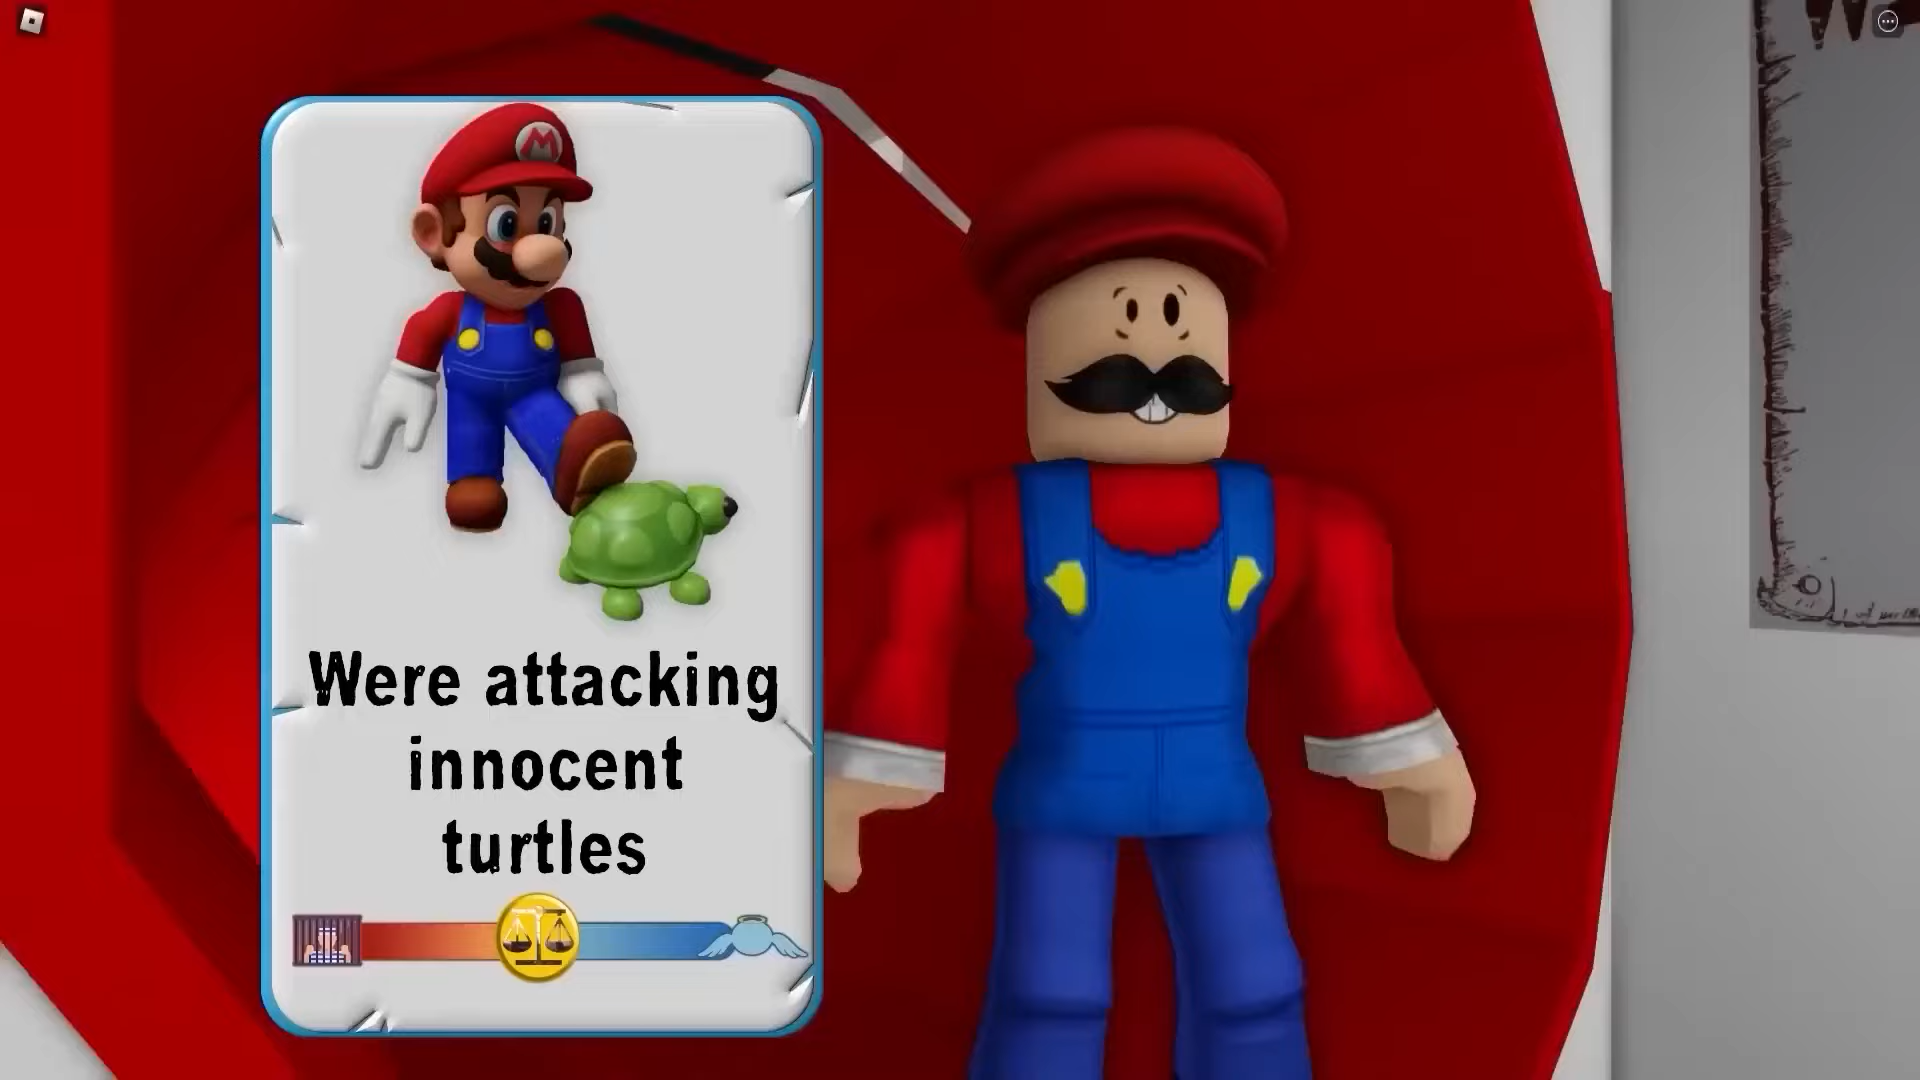 M
Were attacking
innocent
turtles